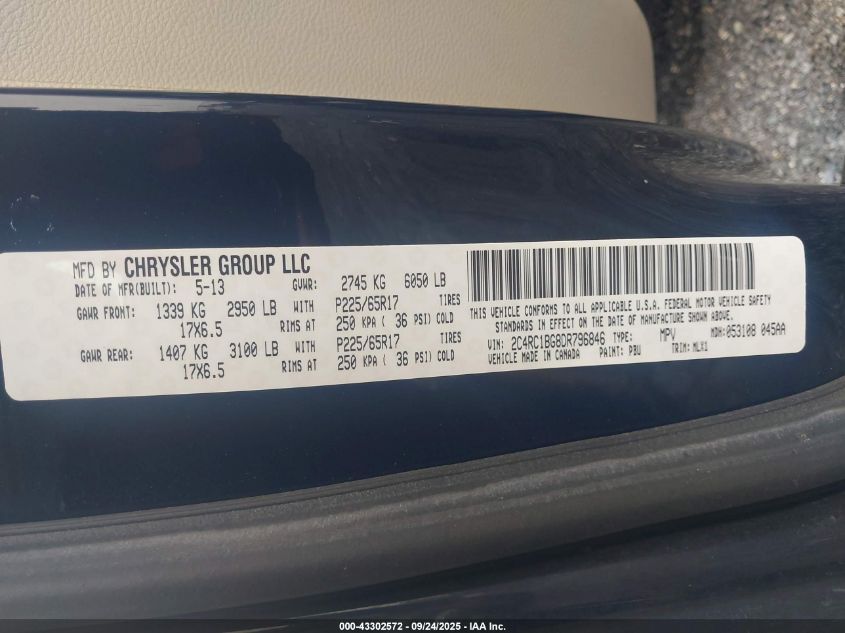 MFD BY CHRYSLER GROUP LLC
DATE OF MFR(BUILT): 5-13 GVWR: 2745 KG 6050 LB
GAWR FRONT: 1339 KG 2950 LB WITH P225/65R17 TIRES
17X6.5 RIMS AT 250 KPA ( 36 PSI) COLD
GAWR REAR: 1407 KG 3100 LB WITH P225/65R17 TIRES
17X6.5 RIMS AT 250 KPA ( 36 PSI) COLD
THIS VEHICLE CONFORMS TO ALL APPLICABLE U.S.A. FEDERAL MOTOR VEHICLE SAFETY
STANDARDS IN EFFECT ON THE DATE OF MANUFACTURE SHOWN ABOVE.
VIN: 2C4RC1BG8DR796846 TYPE: MPV MDH: 053108 045AA
VEHICLE MADE IN CANADA PAINT: PBU TRIM: MLX1
000-43302572 - 09/24/2025 - IAA Inc.